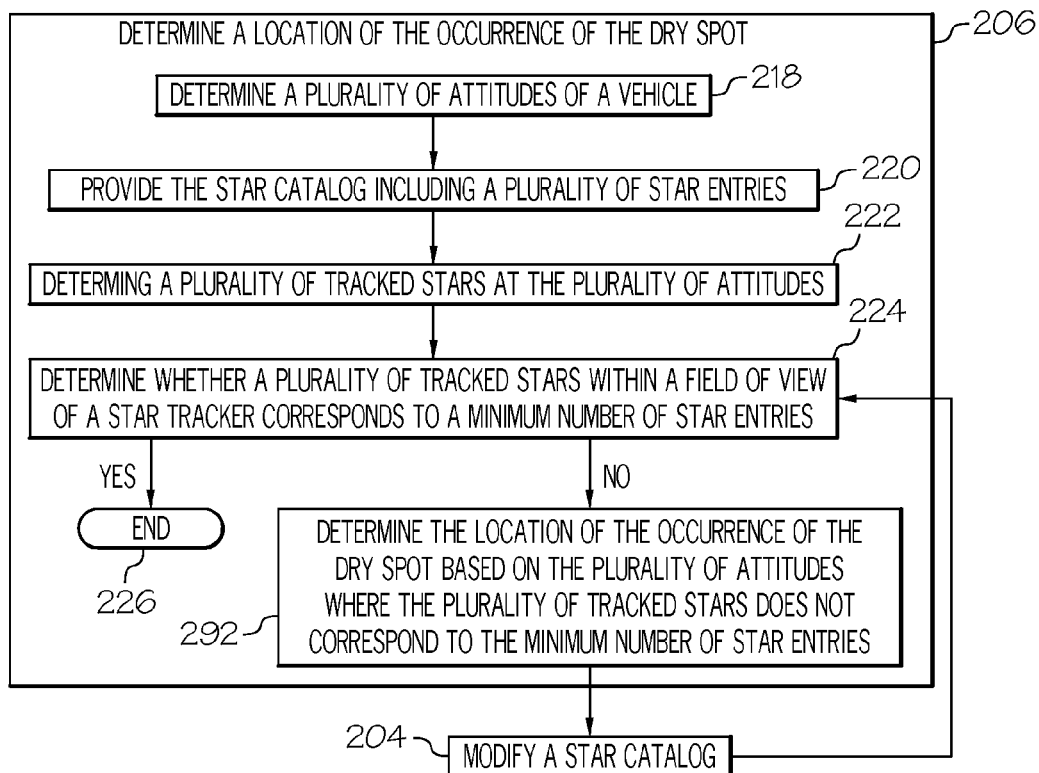 DETERMINE A LOCATION OF THE OCCURRENCE OF THE DRY SPOT
206
DETERMINE A PLURALITY OF ATTITUDES OF A VEHICLE
218
PROVIDE THE STAR CATALOG INCLUDING A PLURALITY OF STAR ENTRIES
220
222
DETERMING A PLURALITY OF TRACKED STARS AT THE PLURALITY OF ATTITUDES
224
DETERMINE WHETHER A PLURALITY OF TRACKED STARS WITHIN A FIELD OF VIEW
OF A STAR TRACKER CORRESPONDS TO A MINIMUM NUMBER OF STAR ENTRIES
YES
NO
END
226
DETERMINE THE LOCATION OF THE OCCURRENCE OF THE
DRY SPOT BASED ON THE PLURALITY OF ATTITUDES
WHERE THE PLURALITY OF TRACKED STARS DOES NOT
CORRESPOND TO THE MINIMUM NUMBER OF STAR ENTRIES
292
204
MODIFY A STAR CATALOG